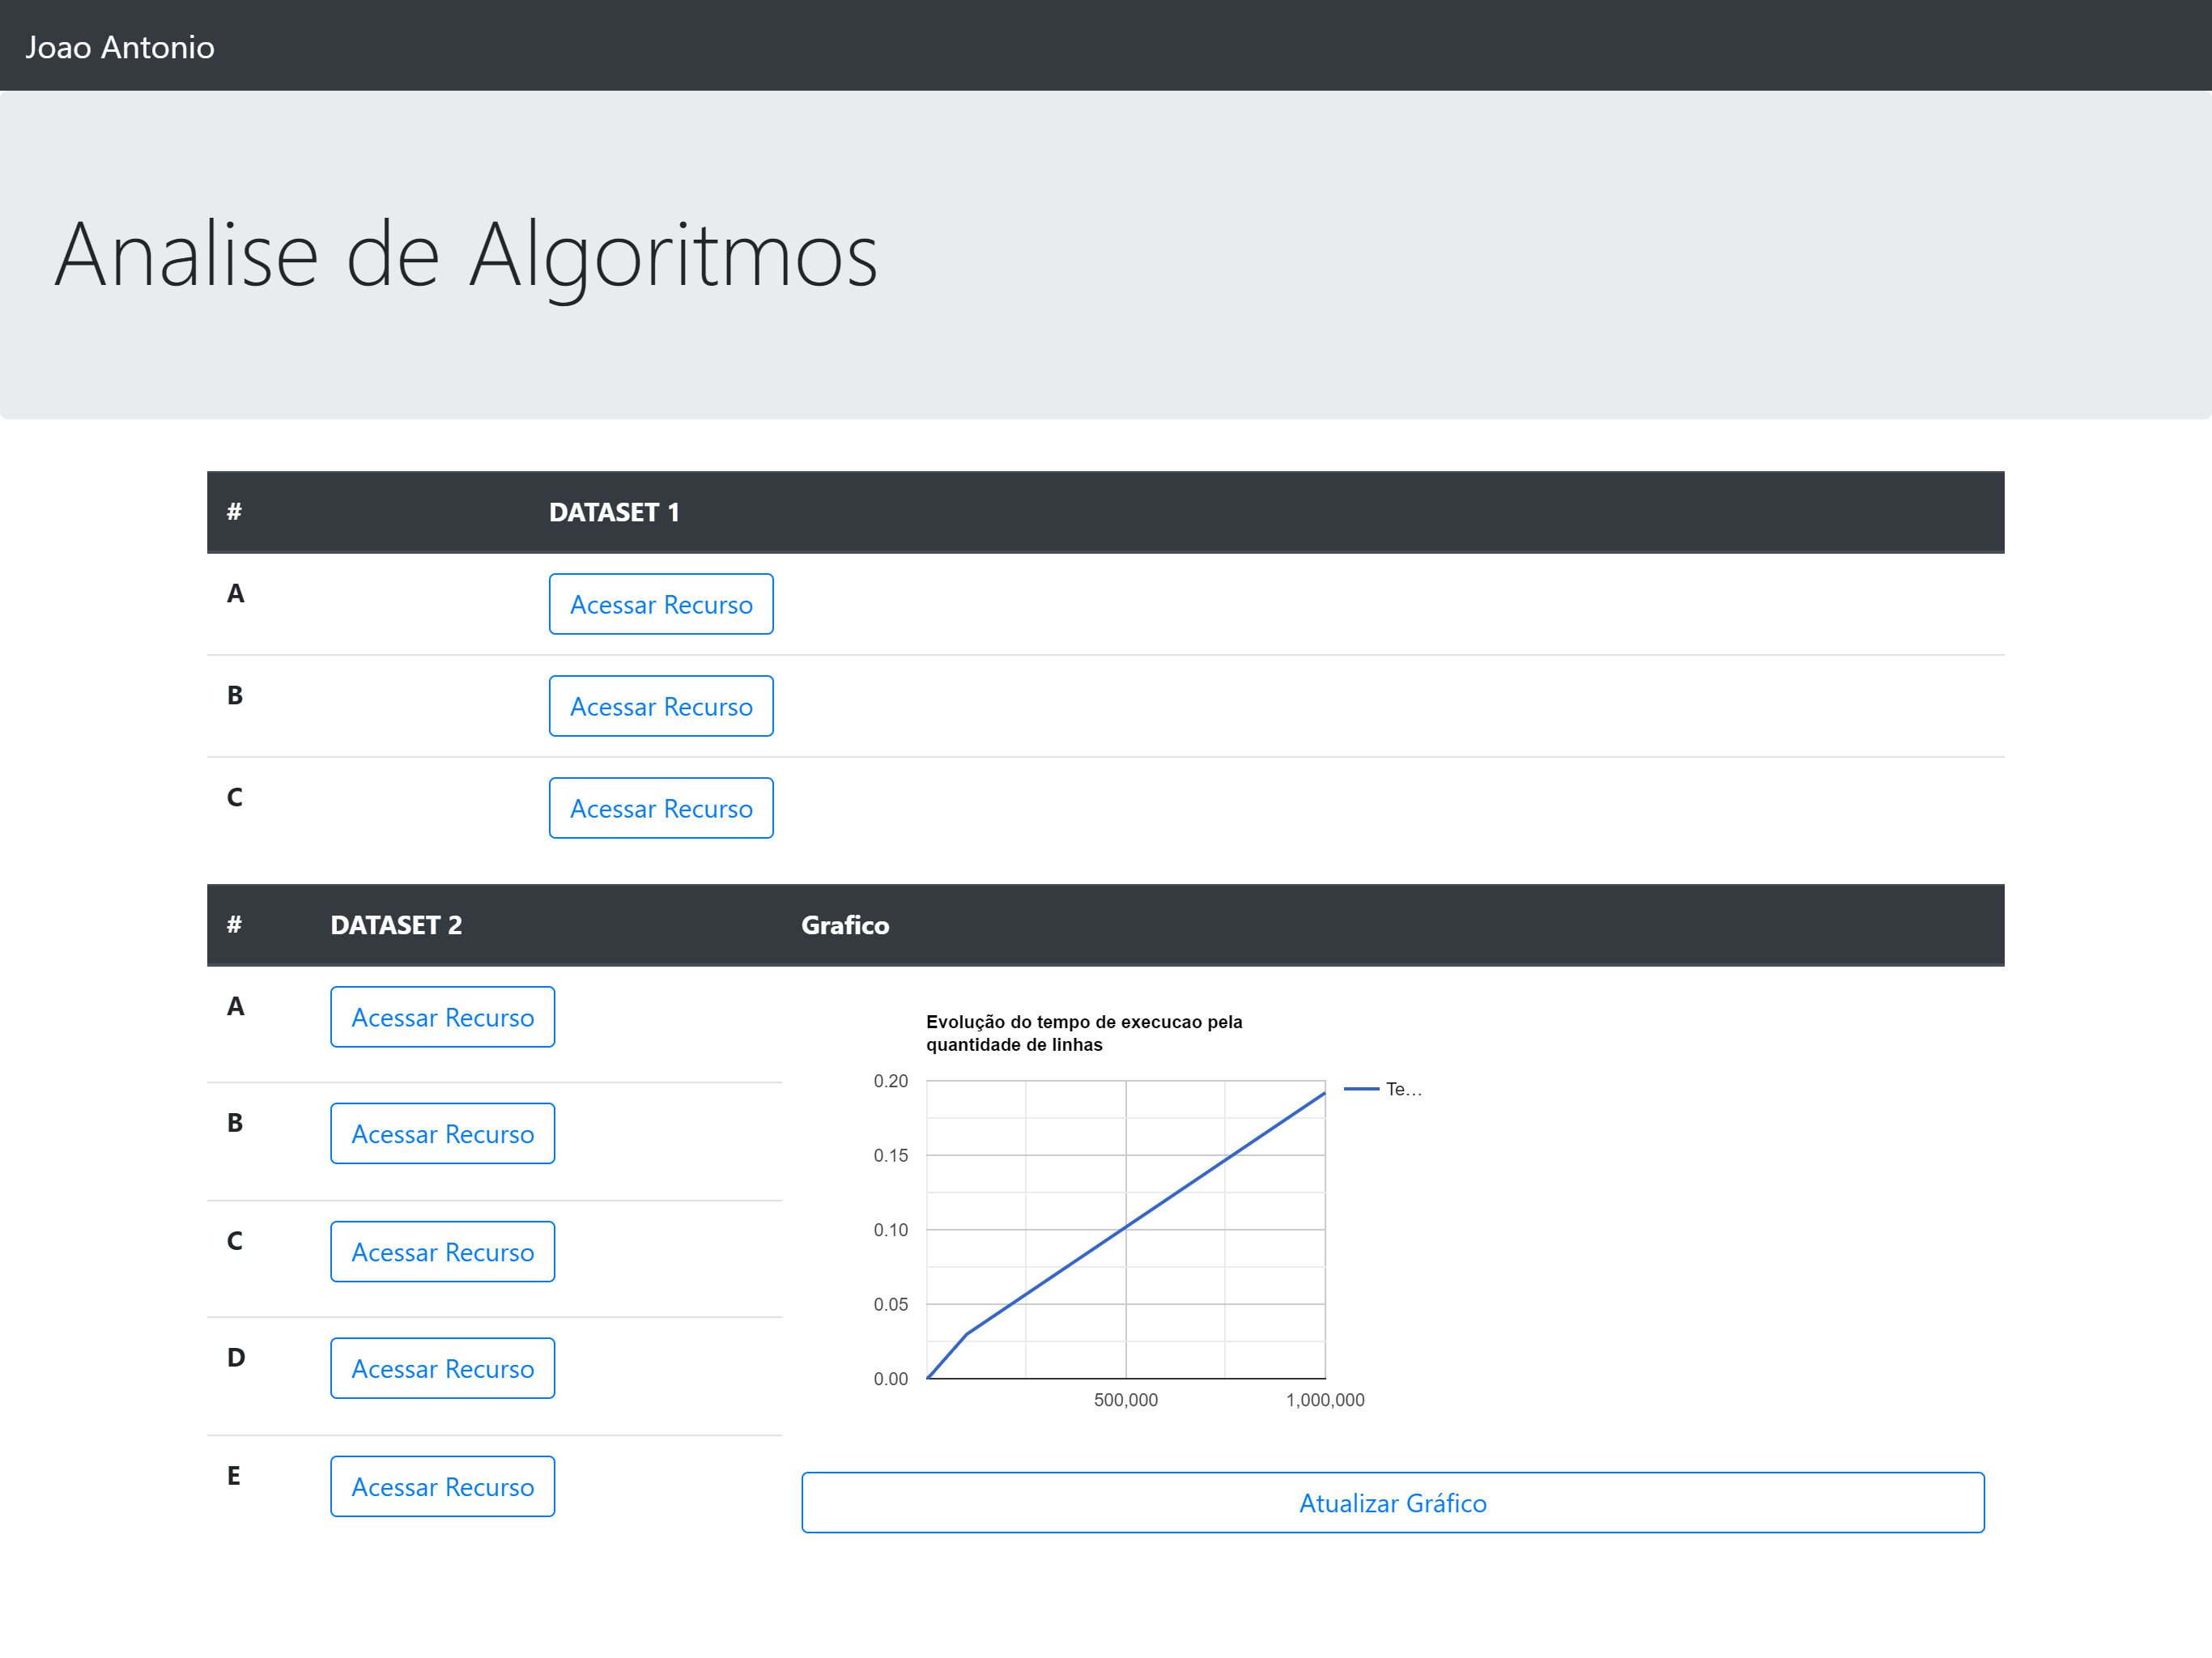 Joao Antonio
Analise de Algoritmos
# DATASET 1
A Acessar Recurso
B Acessar Recurso
C Acessar Recurso
# DATASET 2 Grafico
A Acessar Recurso
B Acessar Recurso
C Acessar Recurso
D Acessar Recurso
E Acessar Recurso
Evolução do tempo de execucao pela
quantidade de linhas
0.20
0.15
0.10
0.05
0.00
500,000 1,000,000
Te...
Atualizar Gráfico